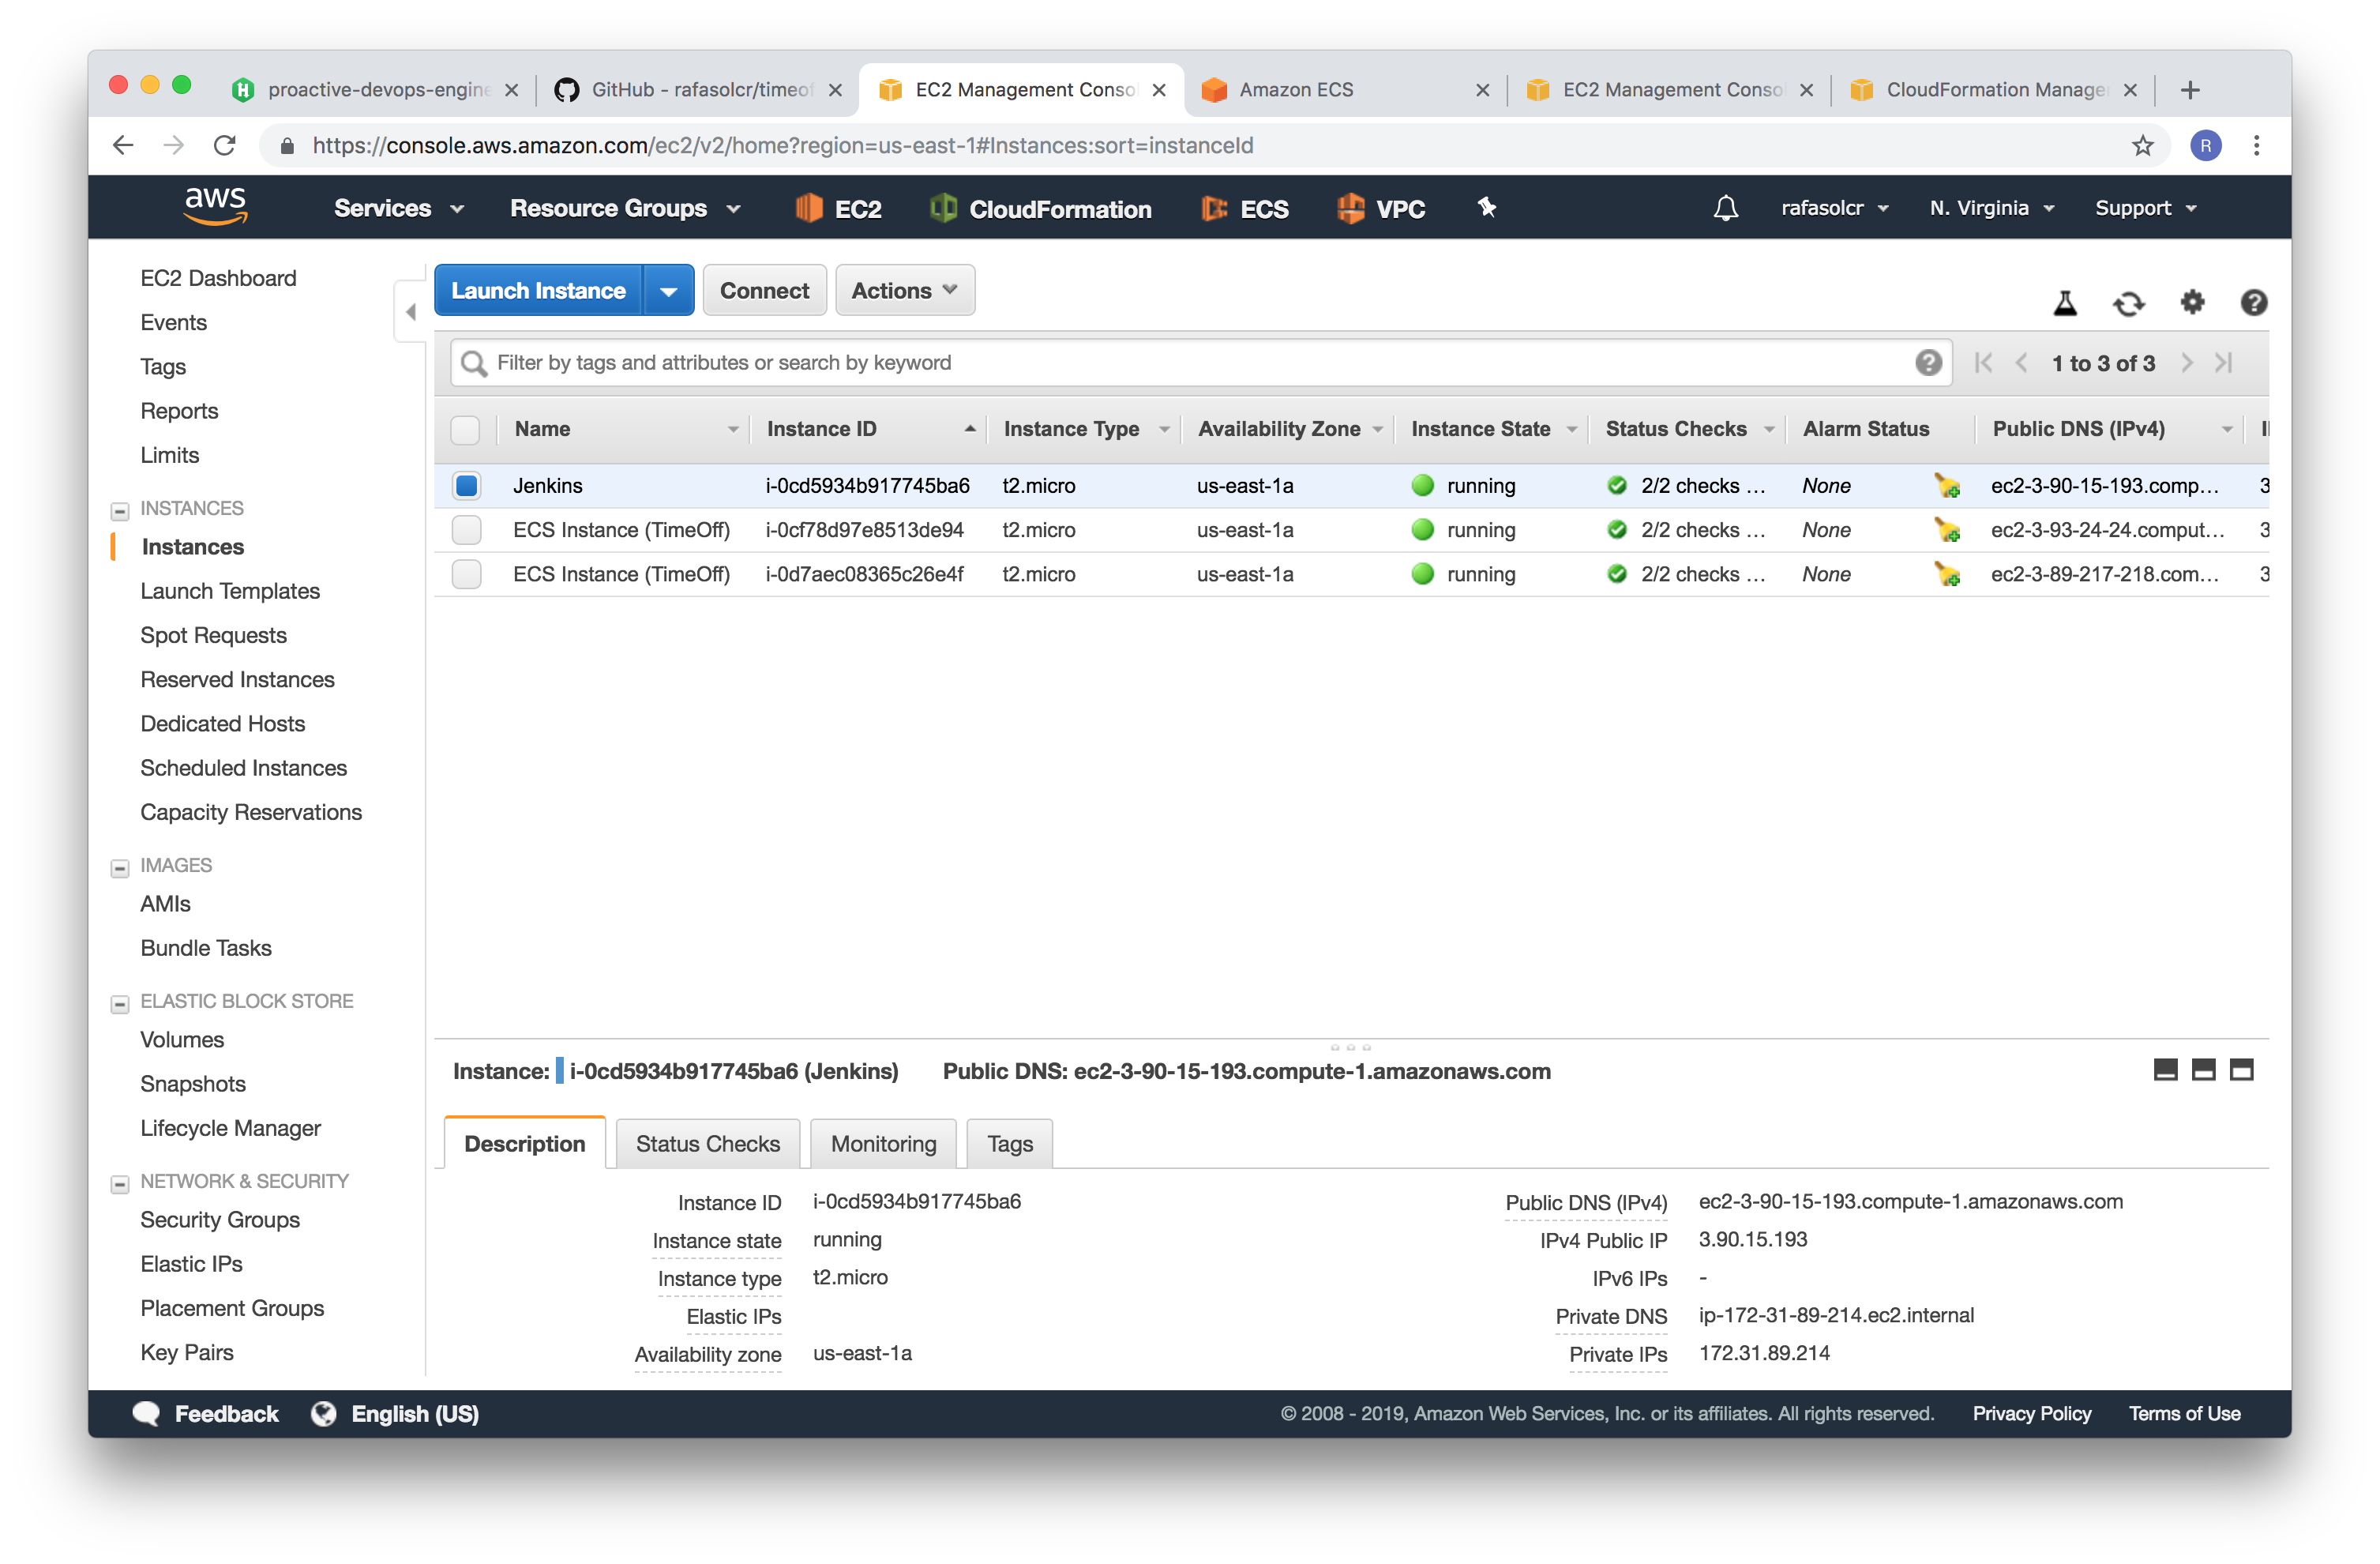 proactive-devops-engine
GitHub - rafasolcr/timeof
EC2 Management Consol
Amazon ECS
EC2 Management Consol
CloudFormation Manage
https://console.aws.amazon.com/ec2/v2/home?region=us-east-1#Instances:sort=instanceId
R
aws
Services
Resource Groups
EC2
CloudFormation
ECS
VPC
rafasolcr
N. Virginia
Support
EC2 Dashboard
Events
Tags
Reports
Limits
INSTANCES
Instances
Launch Templates
Spot Requests
Reserved Instances
Dedicated Hosts
Scheduled Instances
Capacity Reservations
IMAGES
AMIs
Bundle Tasks
ELASTIC BLOCK STORE
Volumes
Snapshots
Lifecycle Manager
NETWORK & SECURITY
Security Groups
Elastic IPs
Placement Groups
Key Pairs
Launch Instance
Connect
Actions
Filter by tags and attributes or search by keyword
1 to 3 of 3
Name Instance ID Instance Type Availability Zone Instance State Status Checks Alarm Status Public DNS (IPv4)
Jenkins i-0cd5934b917745ba6 t2.micro us-east-1a running 2/2 checks ... None ec2-3-90-15-193.comp... 3
ECS Instance (TimeOff) i-0cf78d97e8513de94 t2.micro us-east-1a running 2/2 checks ... None ec2-3-93-24-24.comput... 3
ECS Instance (TimeOff) i-0d7aec08365c26e4f t2.micro us-east-1a running 2/2 checks ... None ec2-3-89-217-218.com... 3
Instance: i-0cd5934b917745ba6 (Jenkins) Public DNS: ec2-3-90-15-193.compute-1.amazonaws.com
Description
Status Checks
Monitoring
Tags
Instance ID i-0cd5934b917745ba6
Instance state running
Instance type t2.micro
Elastic IPs
Availability zone us-east-1a
Public DNS (IPv4) ec2-3-90-15-193.compute-1.amazonaws.com
IPv4 Public IP 3.90.15.193
IPv6 IPs -
Private DNS ip-172-31-89-214.ec2.internal
Private IPs 172.31.89.214
Feedback
English (US)
© 2008 - 2019, Amazon Web Services, Inc. or its affiliates. All rights reserved.
Privacy Policy
Terms of Use